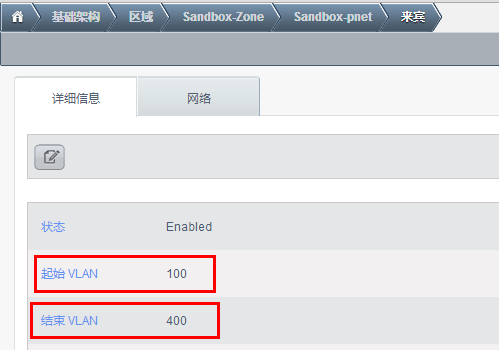 基础架构 区域 Sandbox-Zone Sandbox-pnet 来宾
详细信息 网络
状态 Enabled
起始 VLAN 100
结束 VLAN 400